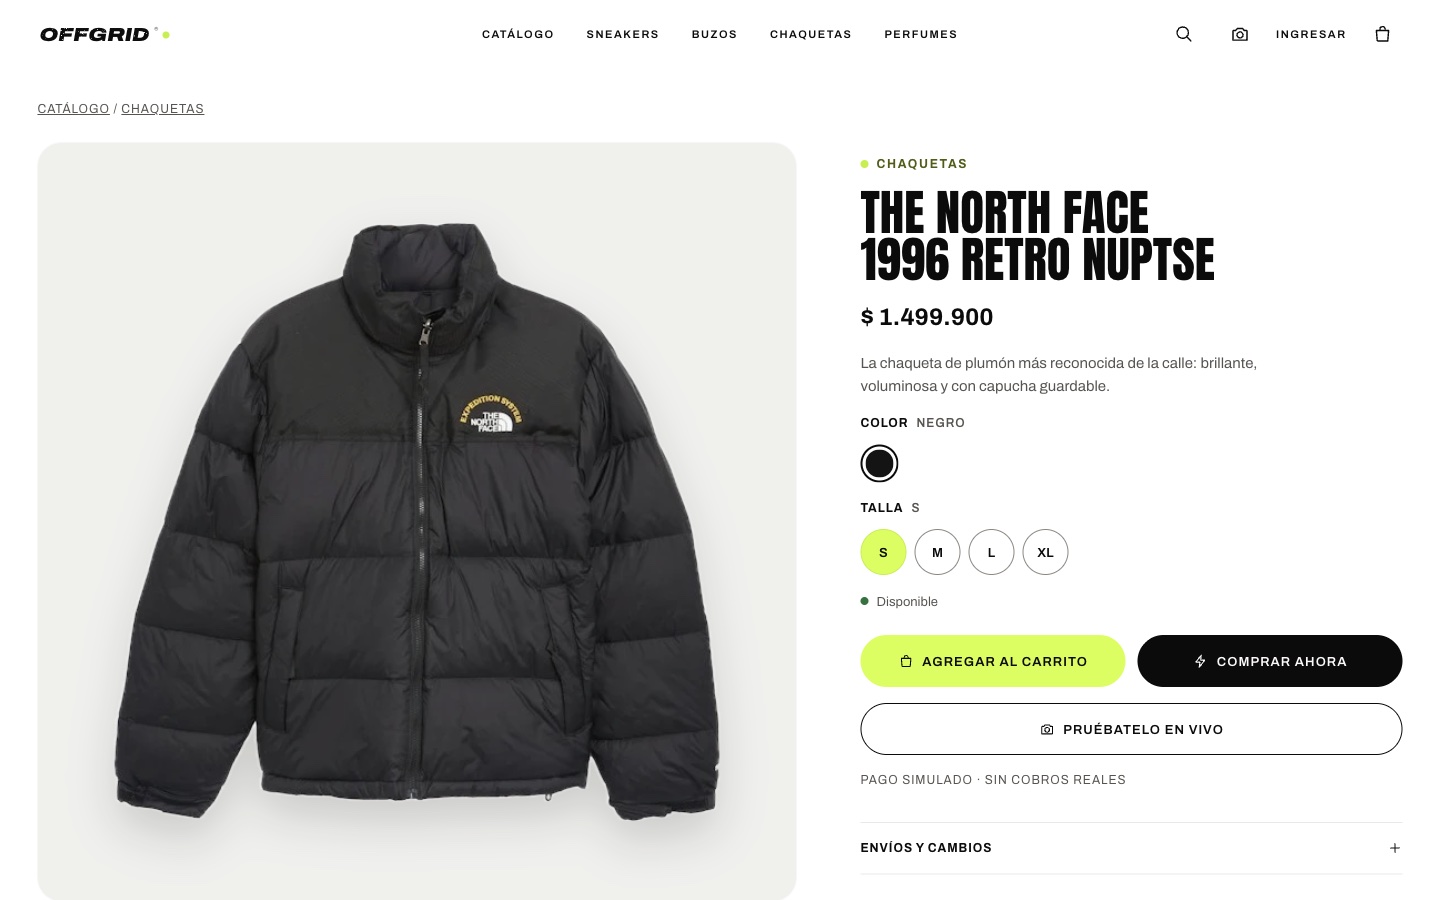 OFFGRID
CATÁLOGO SNEAKERS BUZOS CHAQUETAS PERFUMES
INGRESAR
CATÁLOGO / CHAQUETAS
EXPEDITION SYSTEM
THE
NORTH
FACE
CHAQUETAS
THE NORTH FACE
1996 RETRO NUPTSE
$ 1.499.900
La chaqueta de plumón más reconocida de la calle: brillante,
voluminosa y con capucha guardable.
COLOR NEGRO
TALLA S
S M L XL
Disponible
AGREGAR AL CARRITO
COMPRAR AHORA
PRUÉBATELO EN VIVO
PAGO SIMULADO · SIN COBROS REALES
ENVÍOS Y CAMBIOS +